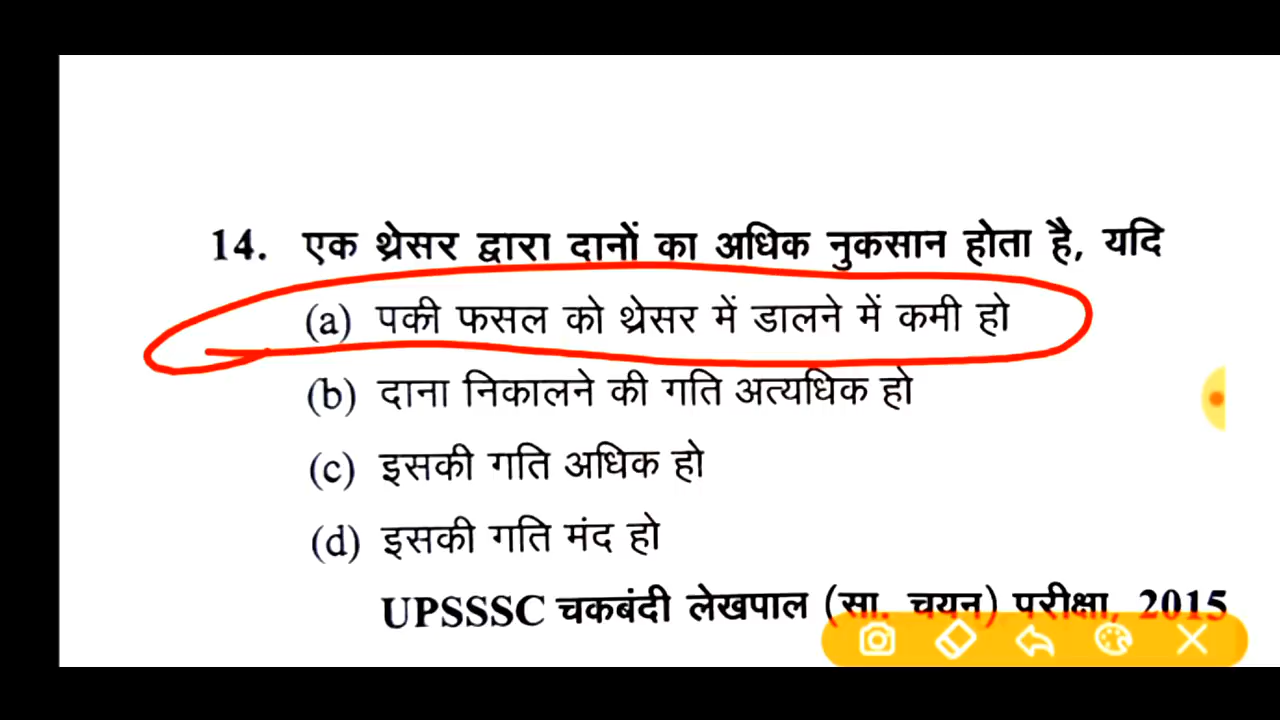 14. एक थ्रेसर द्वारा दानों का अधिक नुकसान होता है, यदि
(a) पकी फसल को थ्रेसर में डालने में कमी हो
(b) दाना निकालने की गति अत्यधिक हो
(c) इसकी गति अधिक हो
(d) इसकी गति मंद हो
UPSSSC चकबंदी लेखपाल (सा. चयन) परीक्षा, 2015